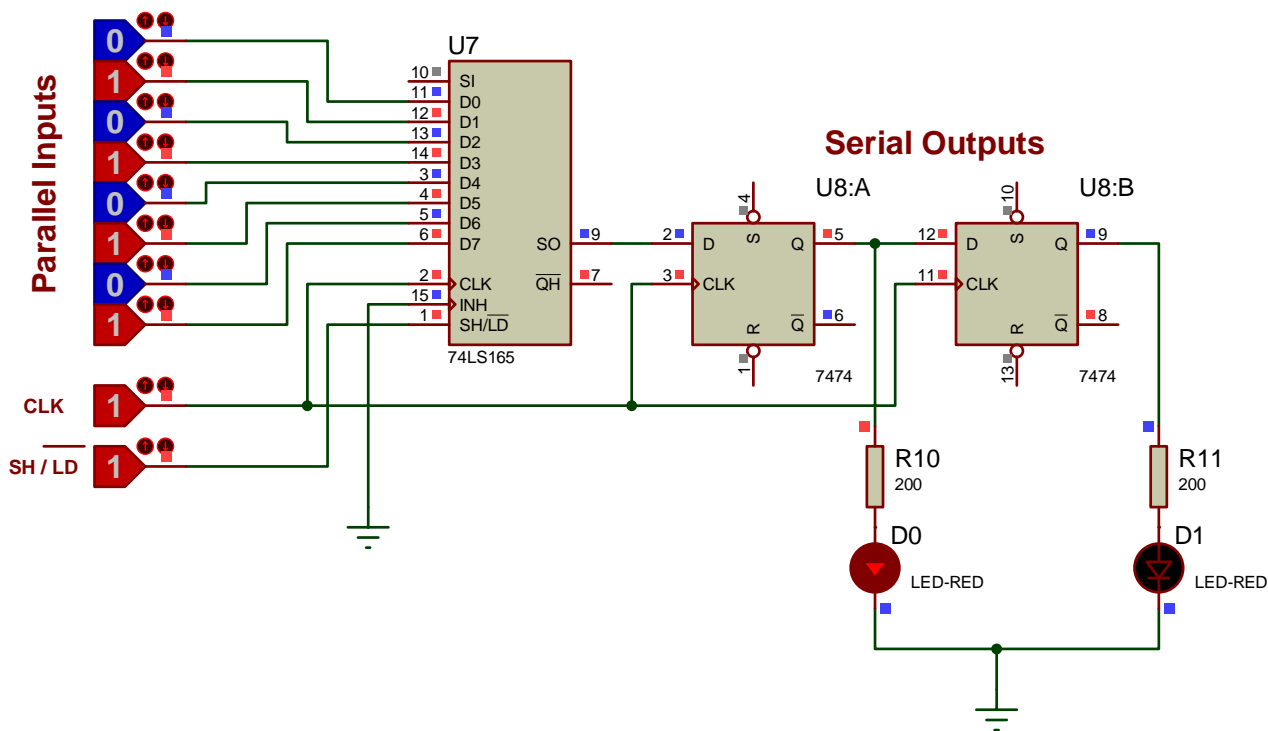 Parallel Inputs
0
1
0
1
0
1
0
1
CLK
1
SH / LD
1
U7
10 SI
11 D0
12 D1
13 D2
14 D3
3 D4
4 D5
5 D6
6 D7
2 CLK
15 INH
1 SH/LD
SO 9
QH 7
74LS165
Serial Outputs
U8:A
4
S
2 D
Q 5
3 CLK
Q 6
R
1
7474
U8:B
10
S
12 D
Q 9
11 CLK
Q 8
R
13
7474
R10
200
D0
LED-RED
R11
200
D1
LED-RED